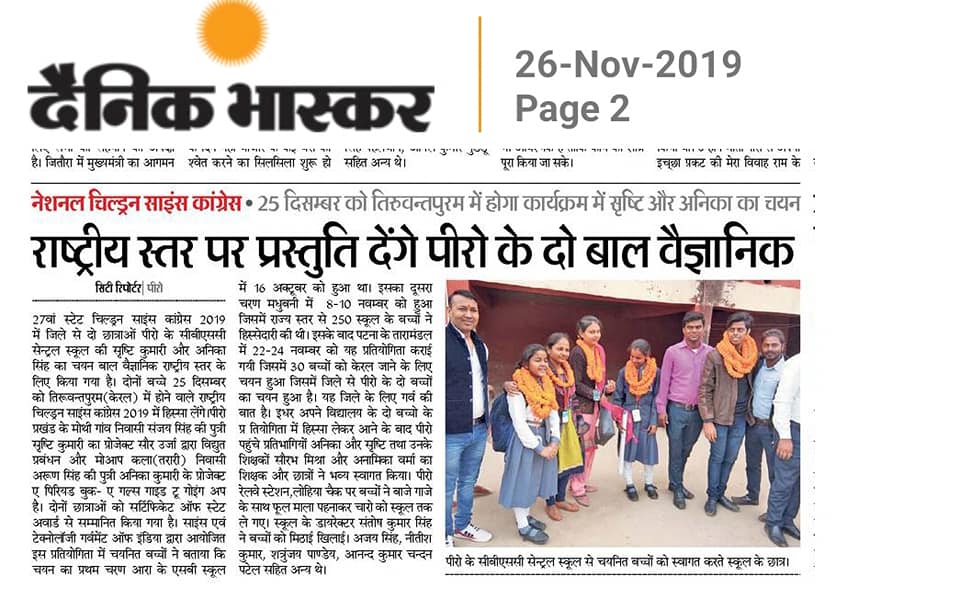 दैनिक भास्कर
26-Nov-2019
Page 2
है। जितौरा में मुख्यमंत्री का आगमन
श्वेत करने का सिलसिला शुरू हो
सहित अन्य थे।
पूरा किया जा सके।
इच्छा प्रकट की मेरा विवाह राम के
नेशनल चिल्ड्रन साइंस कांग्रेस • 25 दिसम्बर को तिरुवन्तपुरम में होगा कार्यक्रम में सृष्टि और अनिका का चयन
राष्ट्रीय स्तर पर प्रस्तुति देंगे पीरो के दो बाल वैज्ञानिक
सिटी रिपोर्टर| पीरो
27वां स्टेट चिल्ड्रन साइंस कांग्रेस 2019
में जिले से दो छात्राओं पीरो के सीवीएससी
सेन्ट्रल स्कूल की सृष्टि कुमारी और अनिका
सिंह का चयन बाल वैज्ञानिक राष्ट्रीय स्तर के
लिए किया गया है। दोनों बच्चे 25 दिसम्बर
को तिरूवन्तपुरम(केरल) में होने वाले राष्ट्रीय
चिल्ड्रन साइंस कांग्रेस 2019 में हिस्सा लेंगे।पीरो
प्रखंड के मोथी गांव निवासी संजय सिंह की पुत्री
सृष्टि कुमारी का प्रोजेक्ट सौर उर्जा द्वारा विद्युत
प्रबंधन और मोआप कला(तरारी) निवासी
अरूण सिंह की पुत्री अनिका कुमारी के प्रोजेक्ट
ए पिरियड बुक- ए गल्स गाइड टू गोइंग अप
है। दोनों छात्राओं को सर्टिफिकेट ऑफ स्टेट
अवार्ड से सम्मानित किया गया है। साइंस एवं
टेक्नोलॉजी गर्वमेंट ऑफ इंडिया द्वारा आयोजित
इस प्रतियोगिता में चयनित बच्चों ने बताया कि
चयन का प्रथम चरण आरा के एसबी स्कूल
में 16 अक्टूबर को हुआ था। इसका दूसरा
चरण मधुवनी में 8-10 नवम्बर को हुआ
जिसमें राज्य स्तर से 250 स्कूल के बच्चों ने
हिस्सेदारी की थी। इसके वाद पटना के तारामंडल
में 22-24 नवम्बर को यह प्रतियोगिता कराई
गयी जिसमें 30 बच्चों को केरल जाने के लिए
चयन हुआ जिसमें जिले से पीरो के दो बच्चों
का चयन हुआ है। यह जिले के लिए गर्व की
बात है। इधर अपने विद्यालय के दो बच्चो के
प्र तियोगिता में हिस्सा लेकर आने के बाद पीरो
पहुंचे प्रतिभागियों अनिका और सृष्टि तथा उनके
शिक्षकों सौरभ मिश्रा और अनामिका वर्मा का
शिक्षक और छात्रों ने भव्य स्वागत किया। पीरो
रेलवे स्टेशन,लोहिया चैक पर बच्चों ने बाजे गाजे
के साथ फूल माला पहनाकर चारो को स्कूल तक
ले गए। स्कूल के डायरेक्टर संतोष कुमार सिंह
ने बच्चों को मिठाई खिलाई। अजय सिंह, नीतीश
कुमार, शत्रुंजय पाण्डेय, आनन्द कुमार चन्दन
पटेल सहित अन्य थे।
पीरो के सीवीएससी सेन्ट्रल स्कूल से चयनित बच्चों को स्वागत करते स्कूल के छात्र।